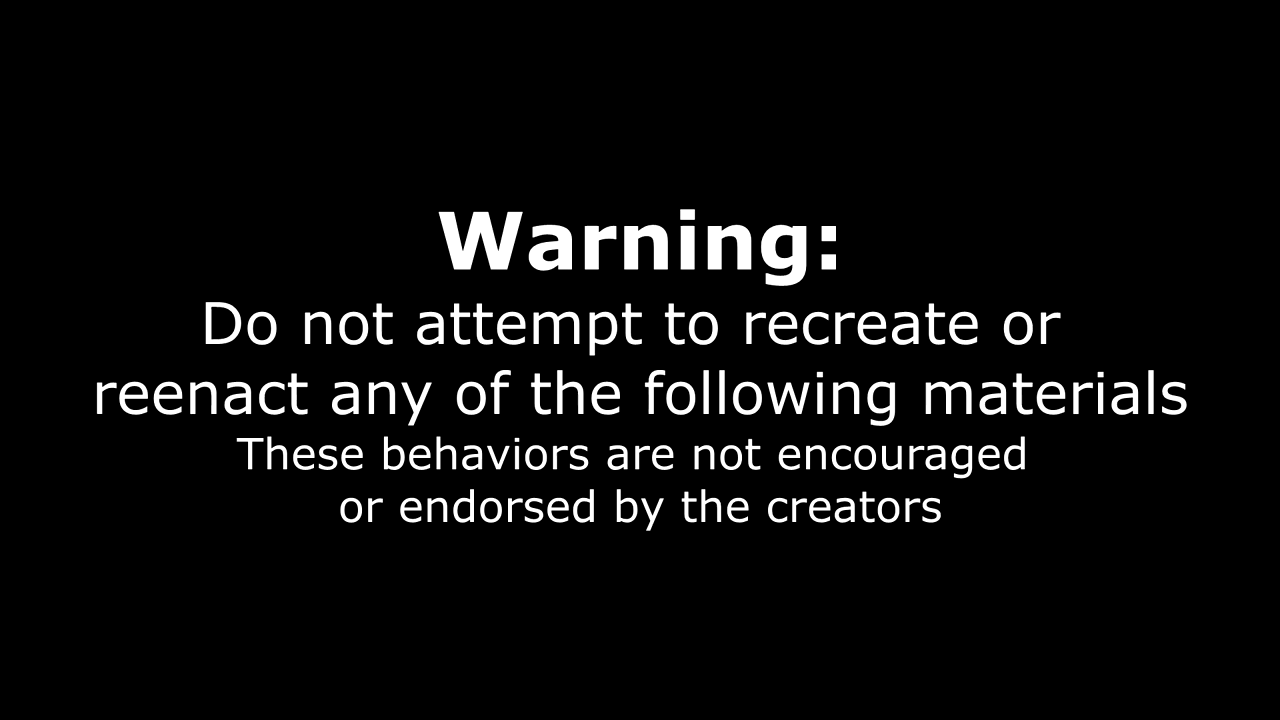 Warning:
Do not attempt to recreate or
reenact any of the following materials
These behaviors are not encouraged
or endorsed by the creators